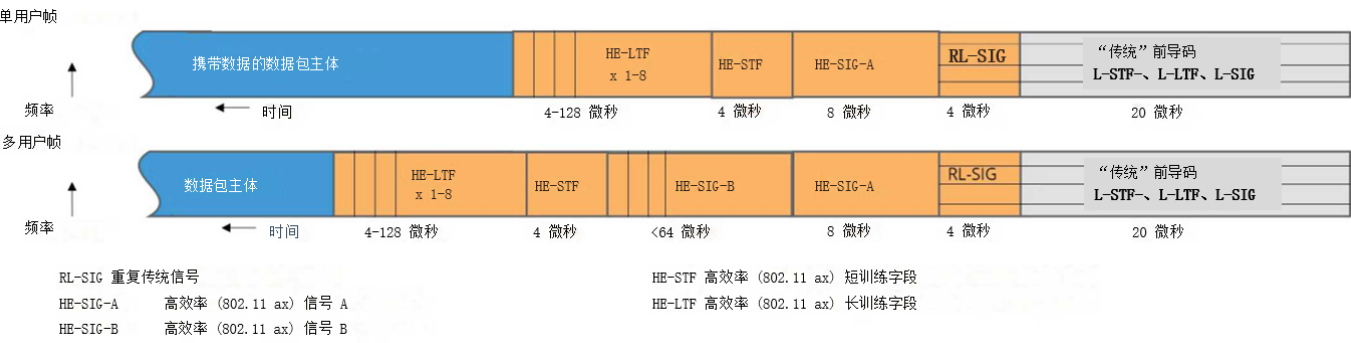 单用户帧
携带数据的数据包主体
HE-LTF
x 1-8
HE-STF
HE-SIG-A
RL-SIG
“传统”前导码
L-STF-、L-LTF、L-SIG
频率
时间
4-128 微秒
4 微秒
8 微秒
4 微秒
20 微秒
多用户帧
数据包主体
HE-LTF
x 1-8
HE-STF
HE-SIG-B
HE-SIG-A
RL-SIG
“传统”前导码
L-STF-、L-LTF、L-SIG
频率
时间
4-128 微秒
4 微秒
<64 微秒
8 微秒
4 微秒
20 微秒
RL-SIG 重复传统信号
HE-SIG-A 高效率 (802.11 ax) 信号 A
HE-SIG-B 高效率 (802.11 ax) 信号 B
HE-STF 高效率 (802.11 ax) 短训练字段
HE-LTF 高效率 (802.11 ax) 长训练字段